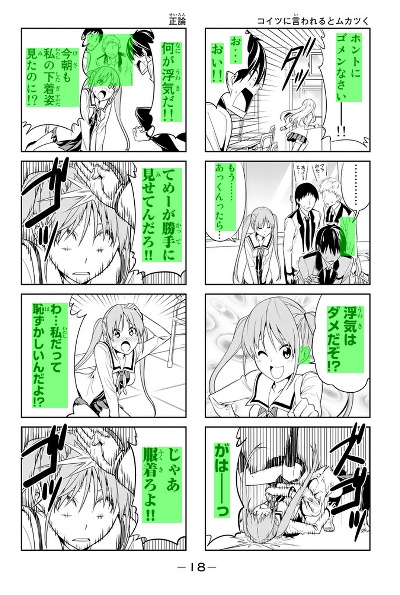 コイツに言われるとムカつく
ホントに
ゴメンなさい
!!
お…
おい!!
もう……
あっくんったら…
浮気は
ダメだぞ!?
がは――っ
正論
何が浮気だ!!
今朝も
私の下着姿
見たのに!?
てめーが勝手に
見せてんだろ!!
わ…私だって
恥ずかしいんだよ!?
じゃあ
服着ろよ!!
―18―